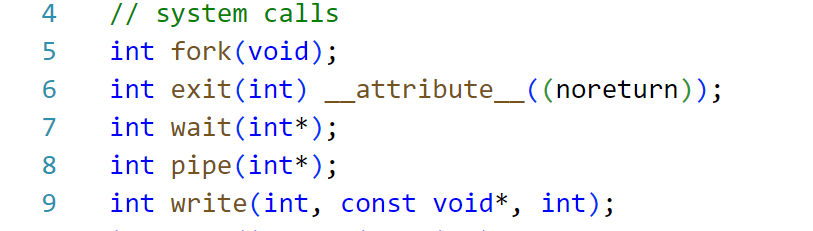 4 // system calls
5 int fork(void);
6 int exit(int) __attribute__((noreturn));
7 int wait(int*);
8 int pipe(int*);
9 int write(int, const void*, int);